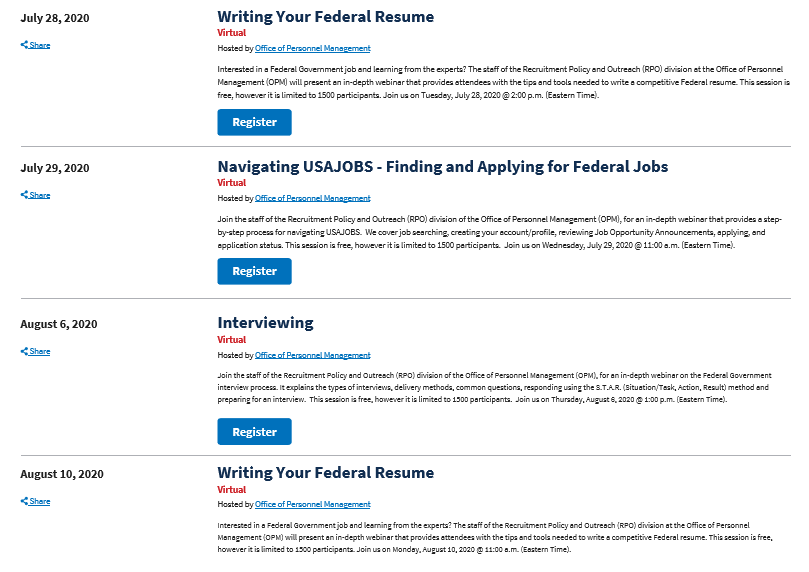 July 28, 2020
Share
Writing Your Federal Resume
Virtual
Hosted by Office of Personnel Management
Interested in a Federal Government job and learning from the experts? The staff of the Recruitment Policy and Outreach (RPO) division at the Office of Personnel
Management (OPM) will present an in-depth webinar that provides attendees with the tips and tools needed to write a competitive Federal resume. This session is
free, however it is limited to 1500 participants. Join us on Tuesday, July 28, 2020 @ 2:00 p.m. (Eastern Time).
Register
July 29, 2020
Share
Navigating USAJOBS - Finding and Applying for Federal Jobs
Virtual
Hosted by Office of Personnel Management
Join the staff of the Recruitment Policy and Outreach (RPO) division of the Office of Personnel Management (OPM), for an in-depth webinar that provides a step-
by-step process for navigating USAJOBS. We cover job searching, creating your account/profile, reviewing Job Opportunity Announcements, applying, and
application status. This session is free, however it is limited to 1500 participants. Join us on Wednesday, July 29, 2020 @ 11:00 a.m. (Eastern Time).
Register
August 6, 2020
Share
Interviewing
Virtual
Hosted by Office of Personnel Management
Join the staff of the Recruitment Policy and Outreach (RPO) division of the Office of Personnel Management (OPM), for an in-depth webinar on the Federal Government
interview process. It explains the types of interviews, delivery methods, common questions, responding using the S.T.A.R. (Situation/Task, Action, Result) method and
preparing for an interview. This session is free, however it is limited to 1500 participants. Join us on Thursday, August 6, 2020 @ 1:00 p.m. (Eastern Time).
Register
August 10, 2020
Share
Writing Your Federal Resume
Virtual
Hosted by Office of Personnel Management
Interested in a Federal Government job and learning from the experts? The staff of the Recruitment Policy and Outreach (RPO) division at the Office of Personnel
Management (OPM) will present an in-depth webinar that provides attendees with the tips and tools needed to write a competitive Federal resume. This session is free,
however it is limited to 1500 participants. Join us on Monday, August 10, 2020 @ 11:00 a.m. (Eastern Time).